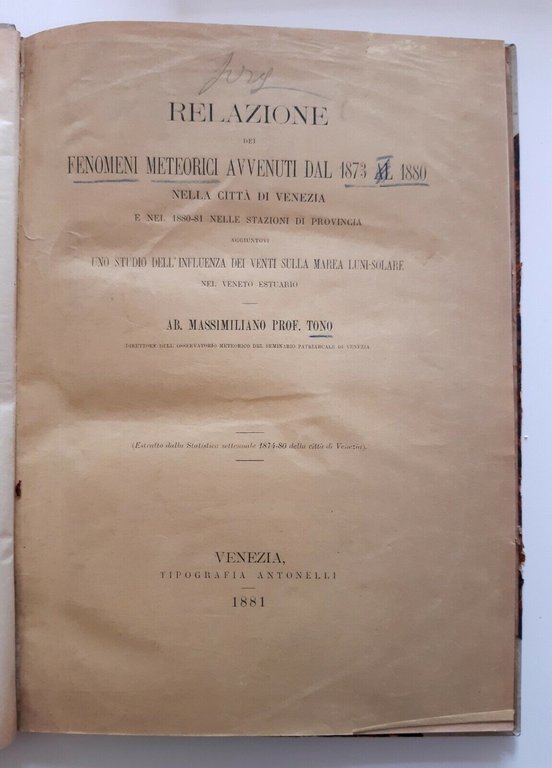 RELAZIONE
DEI
FENOMENI METEORICI AVVENUTI DAL 1873 AL 1880
NELLA CITTÀ DI VENEZIA
E NEL 1880-81 NELLE STAZIONI DI PROVINCIA
AGGIUNTOVI
UNO STUDIO DELL'INFLUENZA DEI VENTI SULLA MAREA LUNI-SOLARE
NEL VENETO ESTUARIO
AB. MASSIMILIANO PROF. TONO
DIRETTORE DELL'OSSERVATORIO METEORICO DEL SEMINARIO PATRIARCALE DI VENEZIA
(Estratto dalla Statistica settennale 1874-80 della città di Venezia).
VENEZIA,
TIPOGRAFIA ANTONELLI
1881